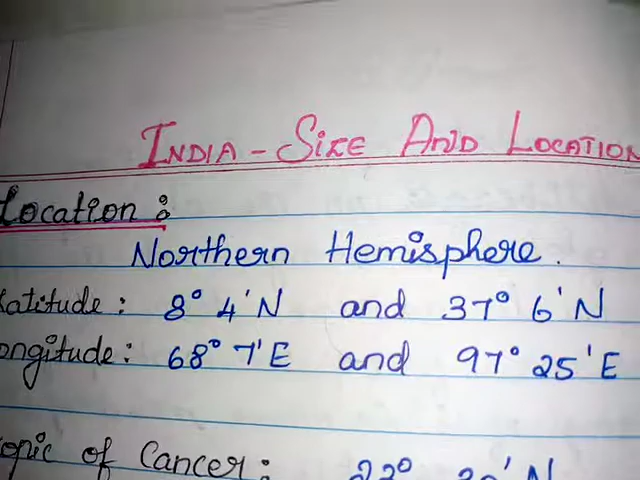 INDIA - SIZE AND LOCATION
Location:
Northern Hemisphere.
Latitude: 8° 4' N and 37° 6' N
Longitude: 68° 7' E and 97° 25' E
Tropic of Cancer: N